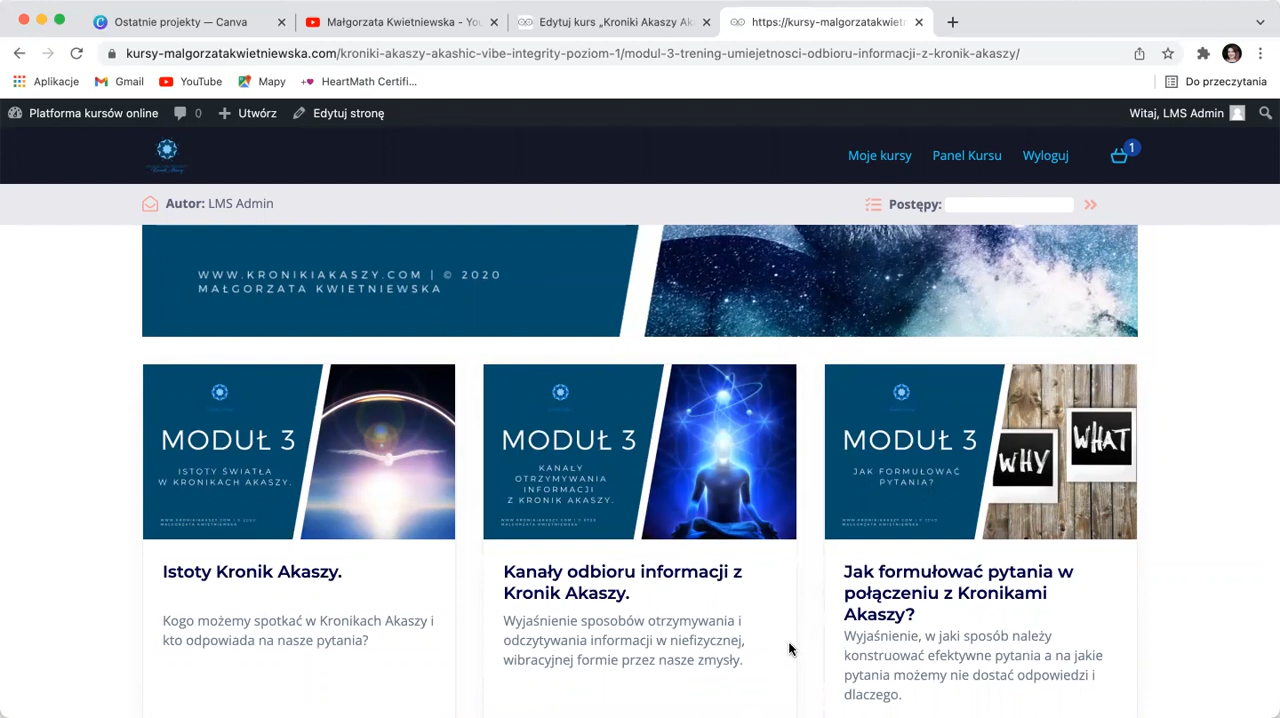 Ostatnie projekty — Canva
Małgorzata Kwietniewska - You
Edytuj kurs „Kroniki Akaszy Ak
https://kursy-malgorzatakwietn
kursy-malgorzatakwietniewska.com/kroniki-akaszy-akashic-vibe-integrity-poziom-1/modul-3-trening-umiejetnosci-odbioru-informacji-z-kronik-akaszy/
Aplikacje
Gmail
YouTube
Mapy
HeartMath Certifi...
Do przeczytania
Platforma kursów online
0
Utwórz
Edytuj stronę
Witaj, LMS Admin
Moje kursy
Panel Kursu
Wyloguj
1
Autor: LMS Admin
Postępy:
WWW.KRONIKIAKASZY.COM | © 2020
MAŁGORZATA KWIETNIEWSKA
MODUŁ 3
ISTOTY ŚWIATŁA
W KRONIKACH AKASZY.
MODUŁ 3
KANAŁY
OTRZYMYWANIA
INFORMACJI
Z KRONIK AKASZY.
MODUŁ 3
JAK FORMUŁOWAĆ
PYTANIA?
WHY
WHAT
Istoty Kronik Akaszy.
Kogo możemy spotkać w Kronikach Akaszy i
kto odpowiada na nasze pytania?
Kanały odbioru informacji z
Kronik Akaszy.
Wyjaśnienie sposobów otrzymywania i
odczytywania informacji w niefizycznej,
wibracyjnej formie przez nasze zmysły.
Jak formułować pytania w
połączeniu z Kronikami
Akaszy?
Wyjaśnienie, w jaki sposób należy
konstruować efektywne pytania a na jakie
pytania możemy nie dostać odpowiedzi i
dlaczego.